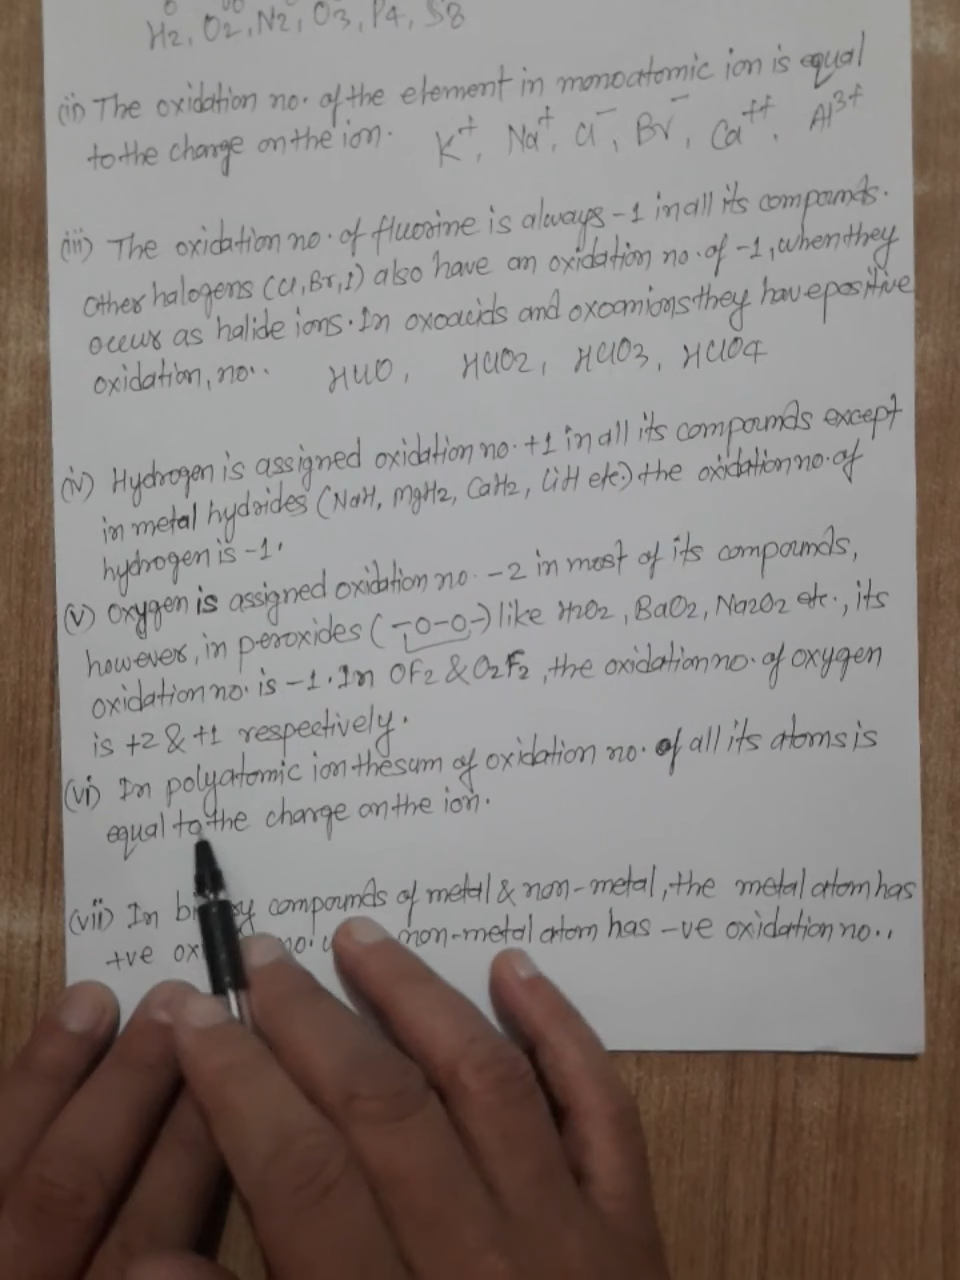 H2, O2, N2, O3, P4, S8
(ii) The oxidation no. of the element in monoatomic ion is equal
to the charge on the ion. K+, Na+, Cl-, Br-, Ca++, Al3+
(iii) The oxidation no. of fluorine is always -1 in all its compounds.
Other halogens (Cl, Br, I) also have an oxidation no. of -1, when they
occur as halide ions. In oxoacids and oxoanions they have positive
oxidation, no.. HClO, HClO2, HClO3, HClO4
(iv) Hydrogen is assigned oxidation no. +1 in all its compounds except
in metal hydrides (NaH, MgH2, CaH2, LiH etc.) the oxidation no. of
hydrogen is -1.
(v) Oxygen is assigned oxidation no. -2 in most of its compounds,
however, in peroxides (-O-O-) like H2O2, BaO2, Na2O2 etc., its
oxidation no. is -1. In OF2 & O2F2, the oxidation no. of oxygen
is +2 & +1 respectively.
(vi) In polyatomic ion the sum of oxidation no. of all its atoms is
equal to the charge on the ion.
(vii) In compounds of metal & non-metal, the metal atom has
+ve no. non-metal atom has -ve oxidation no..